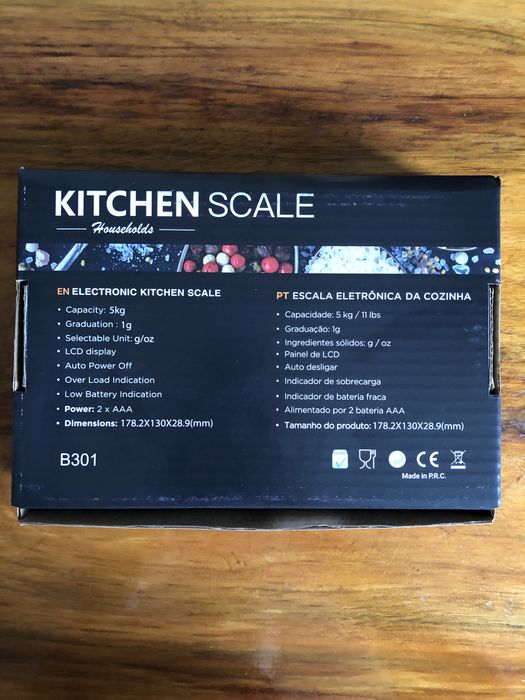 KITCHEN SCALE
Households
EN ELECTRONIC KITCHEN SCALE
• Capacity: 5kg
• Graduation : 1g
• Selectable Unit: g/oz
• LCD display
• Auto Power Off
• Over Load Indication
• Low Battery Indication
• Power: 2 x AAA
• Dimensions: 178.2X130X28.9(mm)
B301
PT ESCALA ELETRÔNICA DA COZINHA
• Capacidade: 5 kg / 11 lbs
• Graduação: 1g
• Ingredientes sólidos: g / oz
• Painel de LCD
• Auto desligar
• Indicador de sobrecarga
• Indicador de bateria fraca
• Alimentado por 2 bateria AAA
• Tamanho do produto: 178.2X130X28.9(mm)
CE
Made in P.R.C.